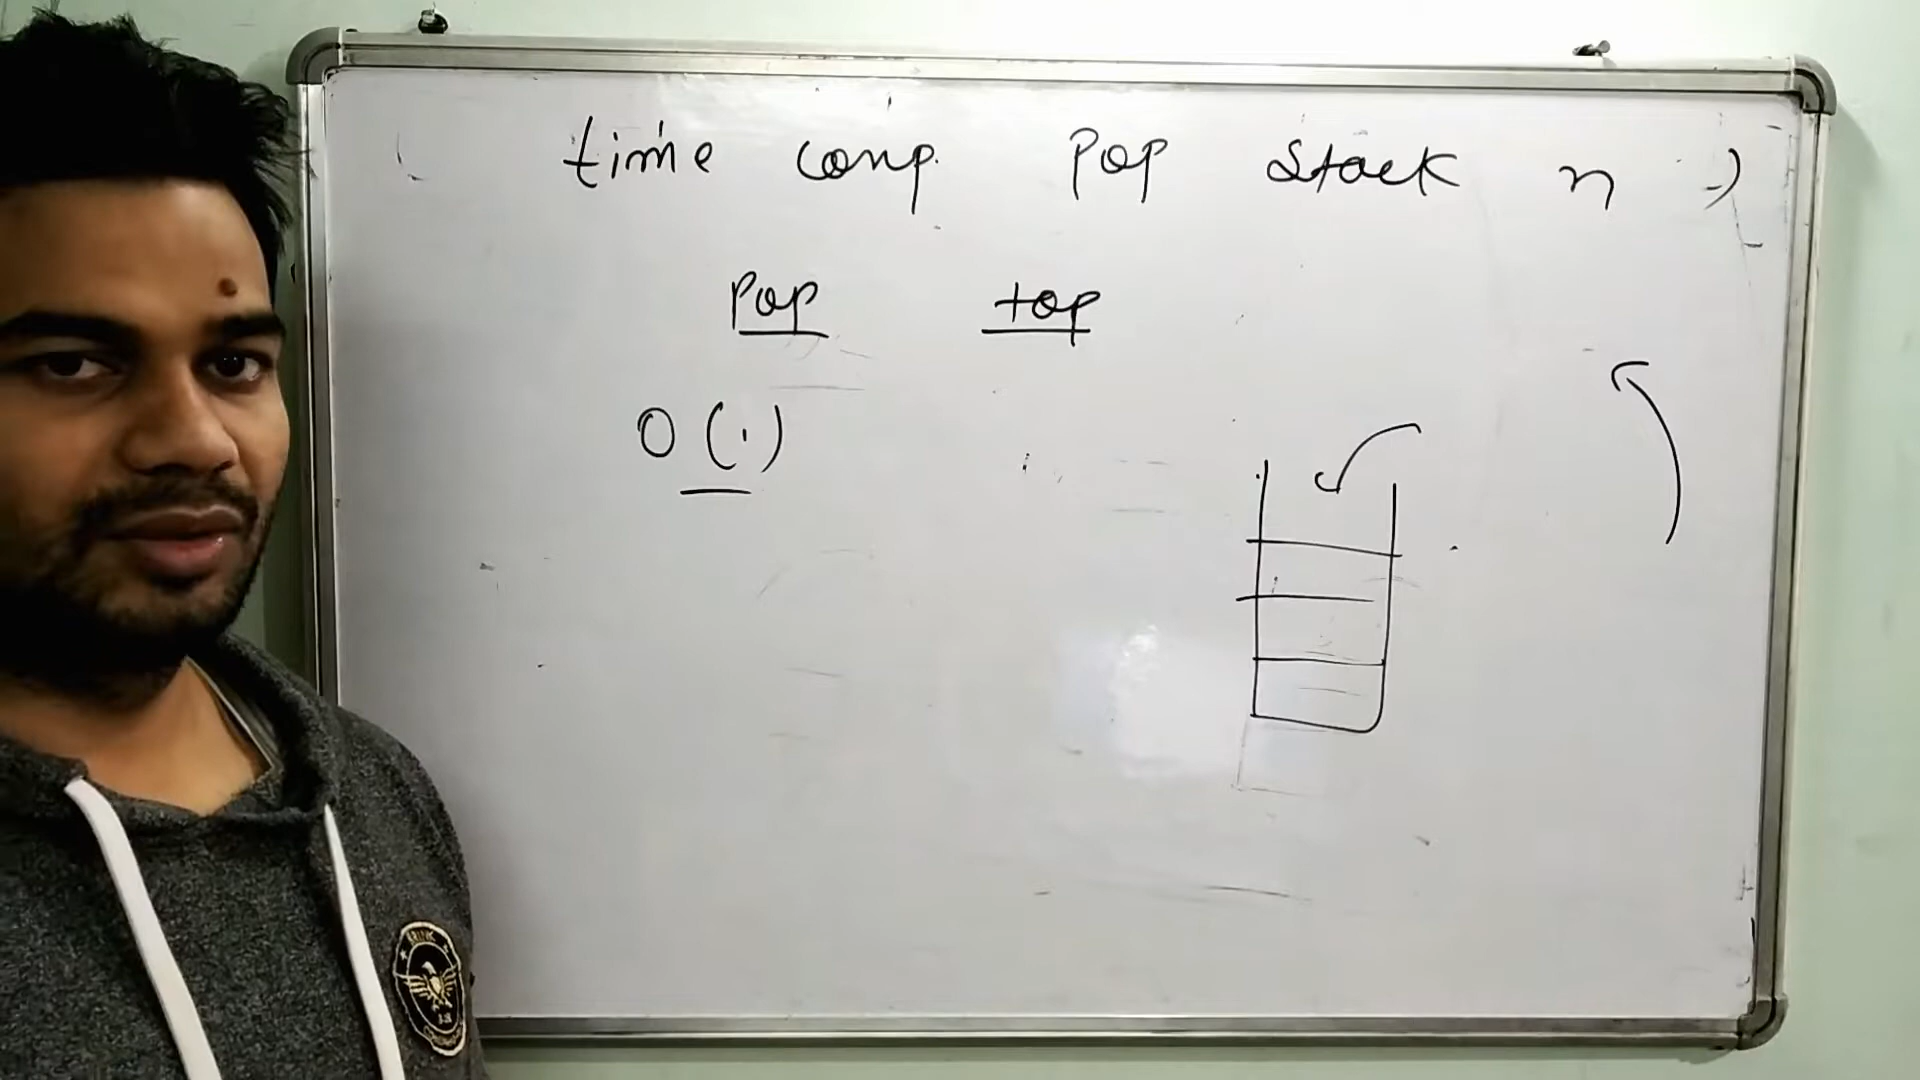 time comp. pop stack n :)
pop top
O(1)